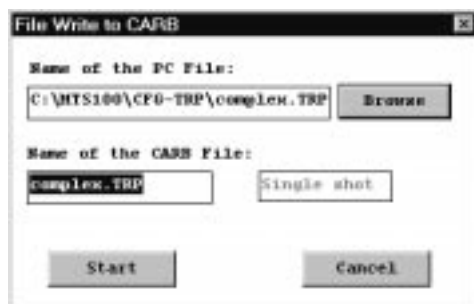 File Write to CARB
Name of the PC File:
C:\MTS100\CFG-TRP\complex.TRP Browse
Name of the CARB File:
complex.TRP Single shot
Start Cancel